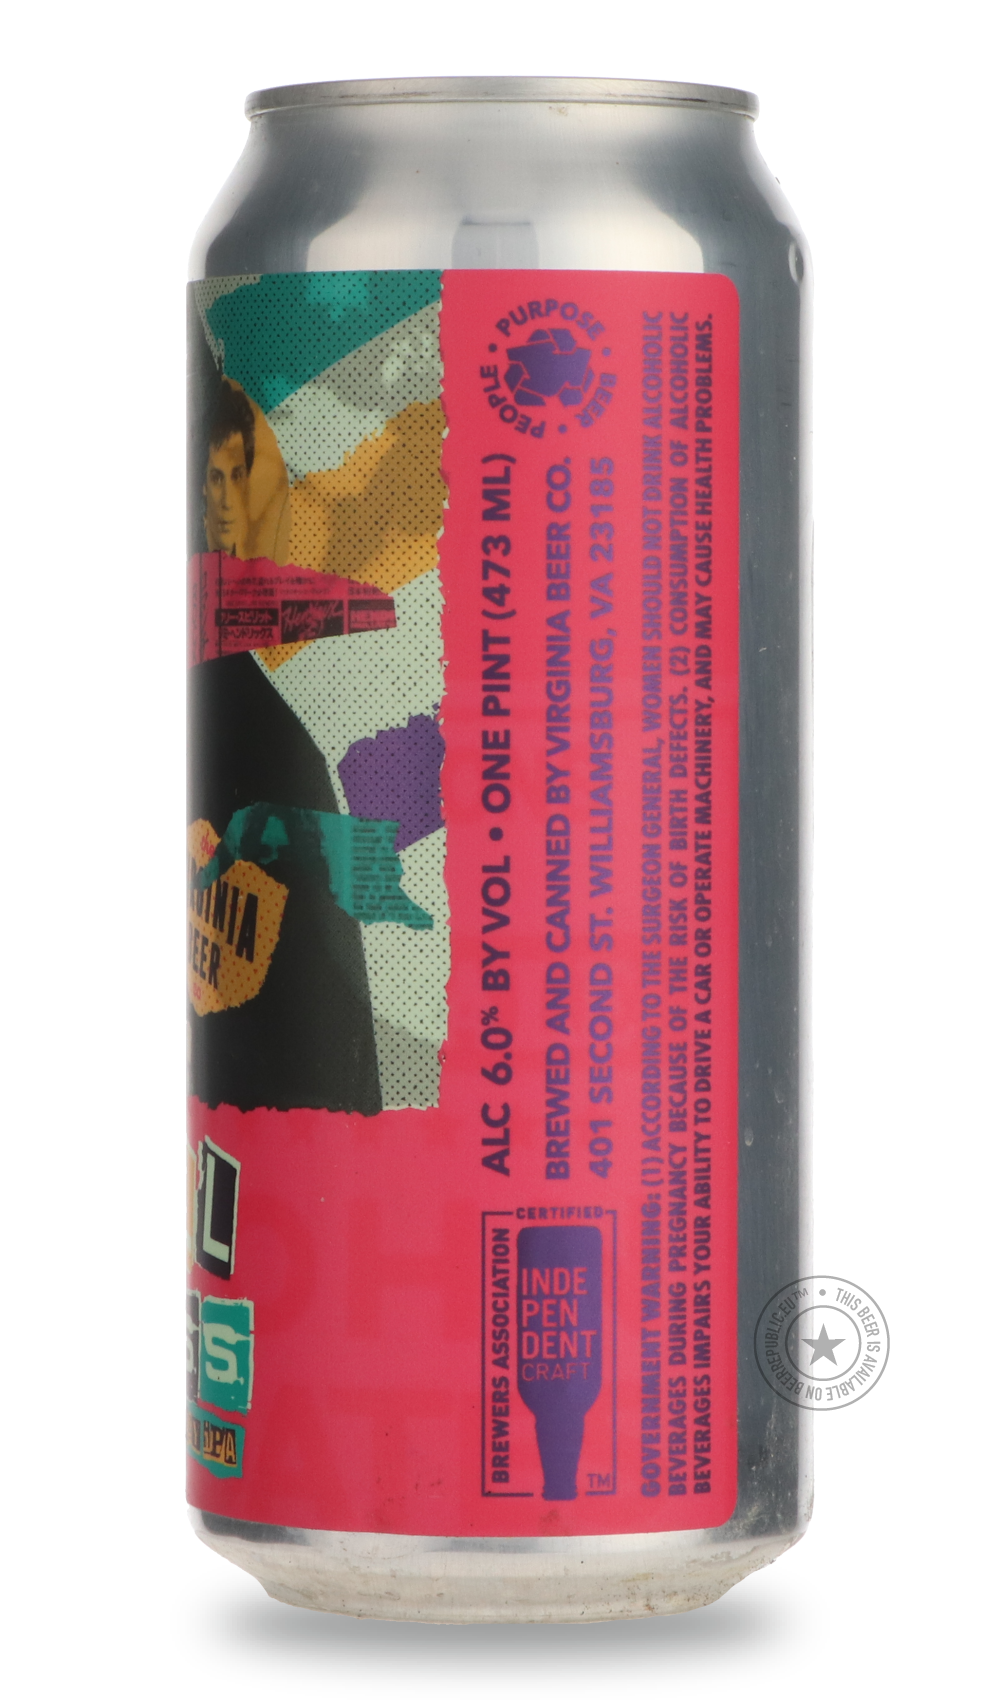 PEOPLE • PURPOSE • BEER •
ALC 6.0% BY VOL • ONE PINT (473 ML)
BREWED AND CANNED BY VIRGINIA BEER CO.
401 SECOND ST. WILLIAMSBURG, VA 23185
GOVERNMENT WARNING: (1) ACCORDING TO THE SURGEON GENERAL, WOMEN SHOULD NOT DRINK ALCOHOLIC
BEVERAGES DURING PREGNANCY BECAUSE OF THE RISK OF BIRTH DEFECTS. (2) CONSUMPTION OF ALCOHOLIC
BEVERAGES IMPAIRS YOUR ABILITY TO DRIVE A CAR OR OPERATE MACHINERY, AND MAY CAUSE HEALTH PROBLEMS.
BREWERS ASSOCIATION
CERTIFIED
INDE
PEN
DENT
CRAFT
TM
the
GINIA
EER
'L
S
IPA
THIS BEER IS AVAILABLE ON BEERREPUBLIC.EU™ •